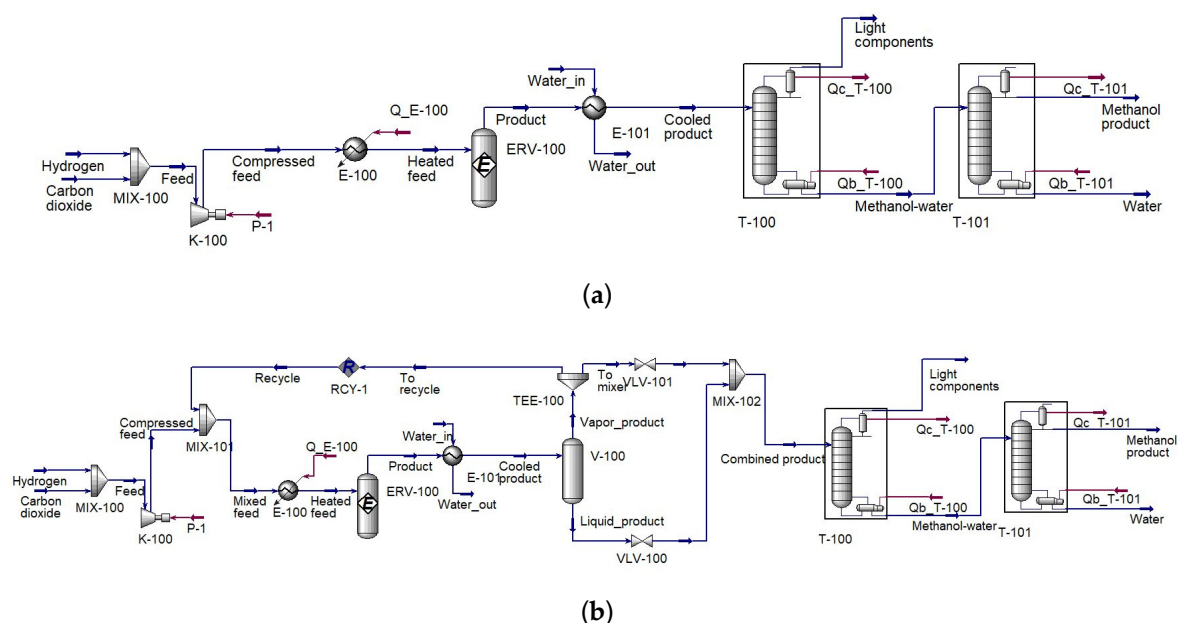 Light
components
Water_in
Qc_T-100
Qc_T-101
Q_E-100
Product
Cooled
product
Methanol
product
E-101
Hydrogen
Compressed
feed
Heated
feed
ERV-100
E
Water_out
Feed
E-100
Carbon
dioxide
MIX-100
Qb_T-100
Qb_T-101
P-1
Methanol-water
Water
K-100
T-100
T-101
(a)
R
Recycle
RCY-1
To
recycle
To
mixer
VLV-101
Light
components
TEE-100
MIX-102
Compressed
feed
Vapor_product
Qc_T-100
Qc_T-101
MIX-101
Water_in
Methanol
product
Q_E-100
V-100
Product
Cooled
product
Combined product
Hydrogen
E-101
Feed
ERV-100
E
Carbon
dioxide
MIX-100
Mixed
feed
E-100
Heated
feed
Water_out
Qb_T-100
Qb_T-101
Liquid_product
Methanol-water
Water
P-1
K-100
T-100
T-101
VLV-100
(b)